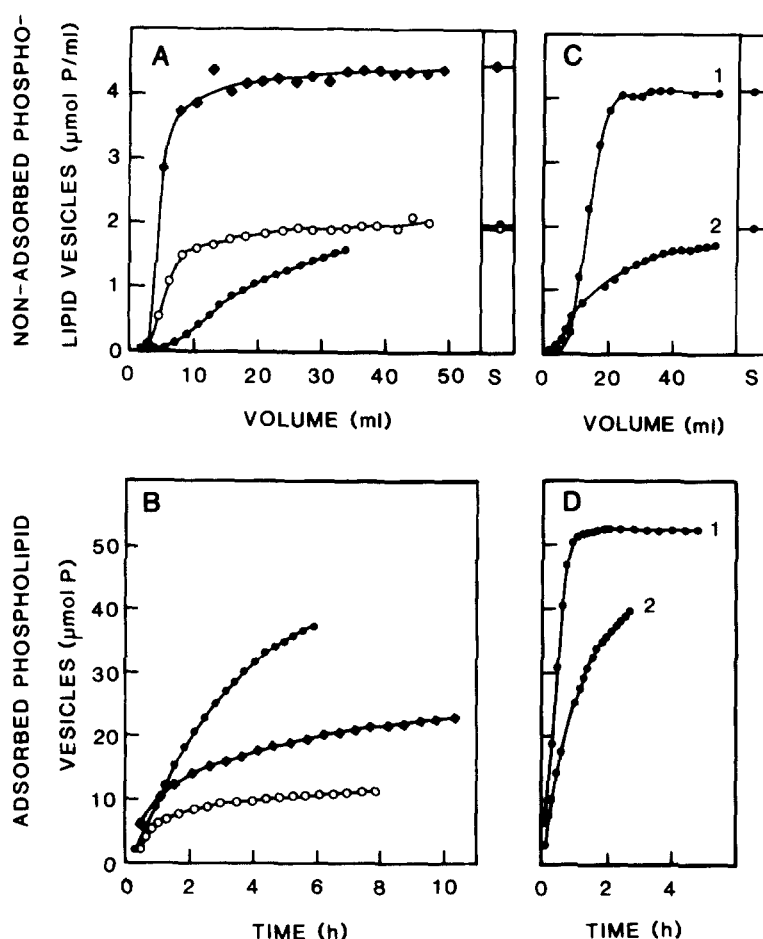 NON-ADSORBED PHOSPHO-
LIPID VESICLES (µmol P/ml)
A
4
3
2
1
0
0 10 20 30 40 50 S
VOLUME (ml)
C
1
2
0 20 40 S
VOLUME (ml)
ADSORBED PHOSPHOLIPID
VESICLES (µmol P)
B
50
40
30
20
10
0
0 2 4 6 8 10
TIME (h)
D
1
2
0 2 4
TIME (h)